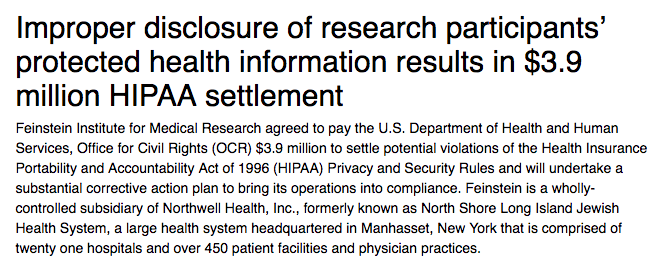 Improper disclosure of research participants’
protected health information results in $3.9
million HIPAA settlement
Feinstein Institute for Medical Research agreed to pay the U.S. Department of Health and Human
Services, Office for Civil Rights (OCR) $3.9 million to settle potential violations of the Health Insurance
Portability and Accountability Act of 1996 (HIPAA) Privacy and Security Rules and will undertake a
substantial corrective action plan to bring its operations into compliance. Feinstein is a wholly-
controlled subsidiary of Northwell Health, Inc., formerly known as North Shore Long Island Jewish
Health System, a large health system headquartered in Manhasset, New York that is comprised of
twenty one hospitals and over 450 patient facilities and physician practices.